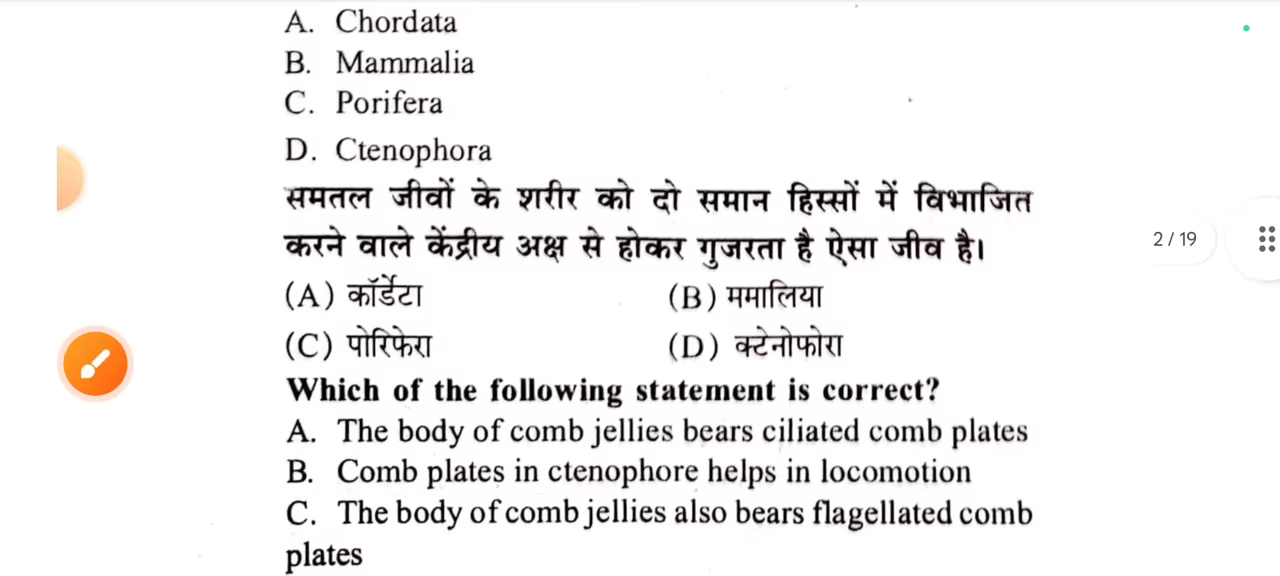 A. Chordata
B. Mammalia
C. Porifera
D. Ctenophora
समतल जीवों के शरीर को दो समान हिस्सों में विभाजित
करने वाले केंद्रीय अक्ष से होकर गुजरता है ऐसा जीव है।
(A) कॉर्डेटा (B) ममालिया
(C) पोरिफेरा (D) क्टेनोफोरा
2 / 19
Which of the following statement is correct?
A. The body of comb jellies bears ciliated comb plates
B. Comb plates in ctenophore helps in locomotion
C. The body of comb jellies also bears flagellated comb
plates